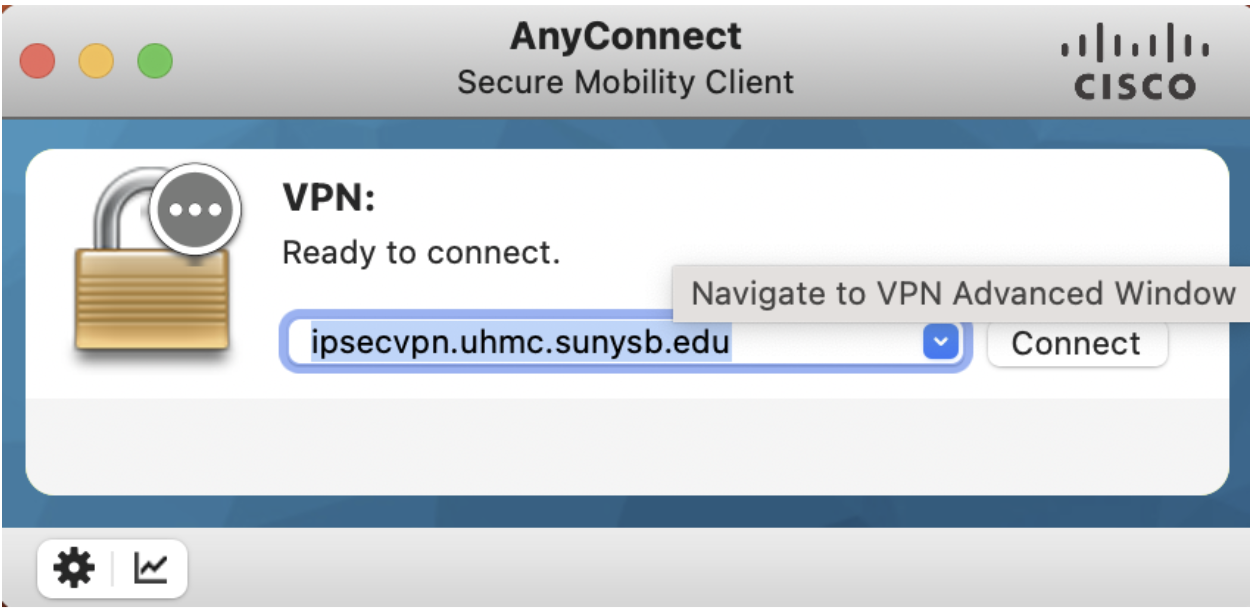 AnyConnect
Secure Mobility Client
CISCO
VPN:
Ready to connect.
Navigate to VPN Advanced Window
ipsecvpn.uhmc.sunysb.edu
Connect